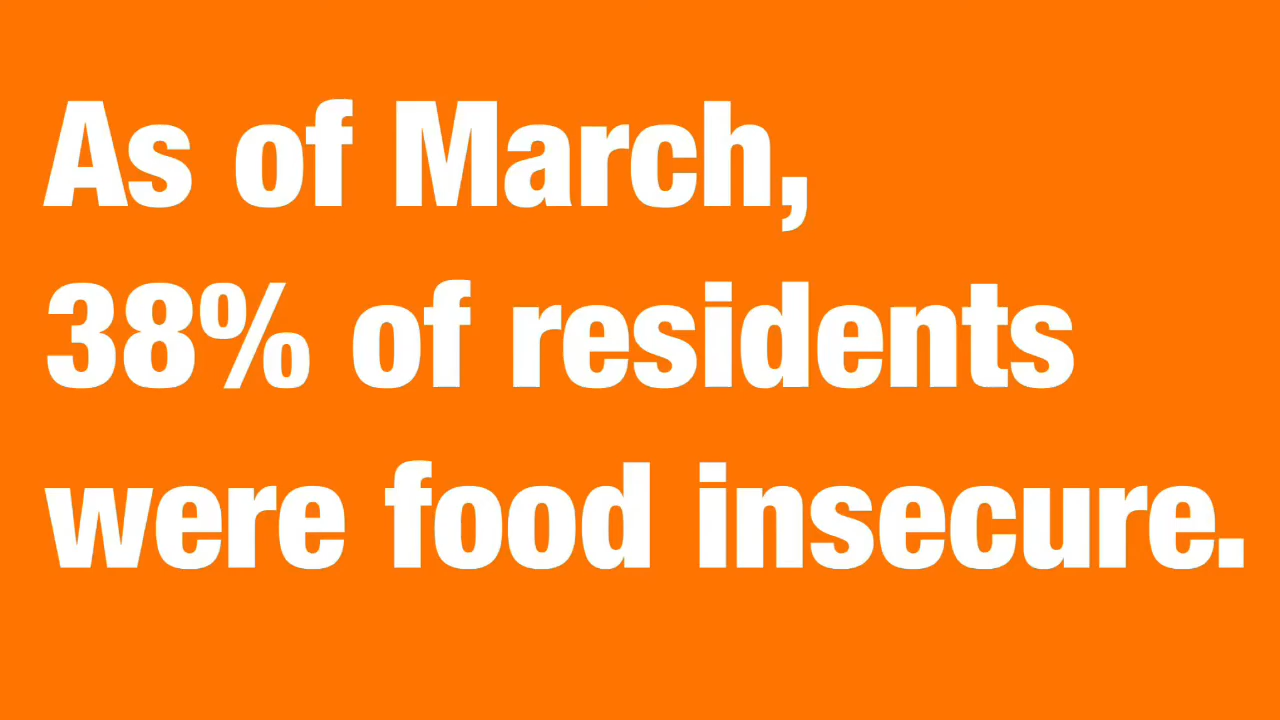 As of March,
38% of residents
were food insecure.